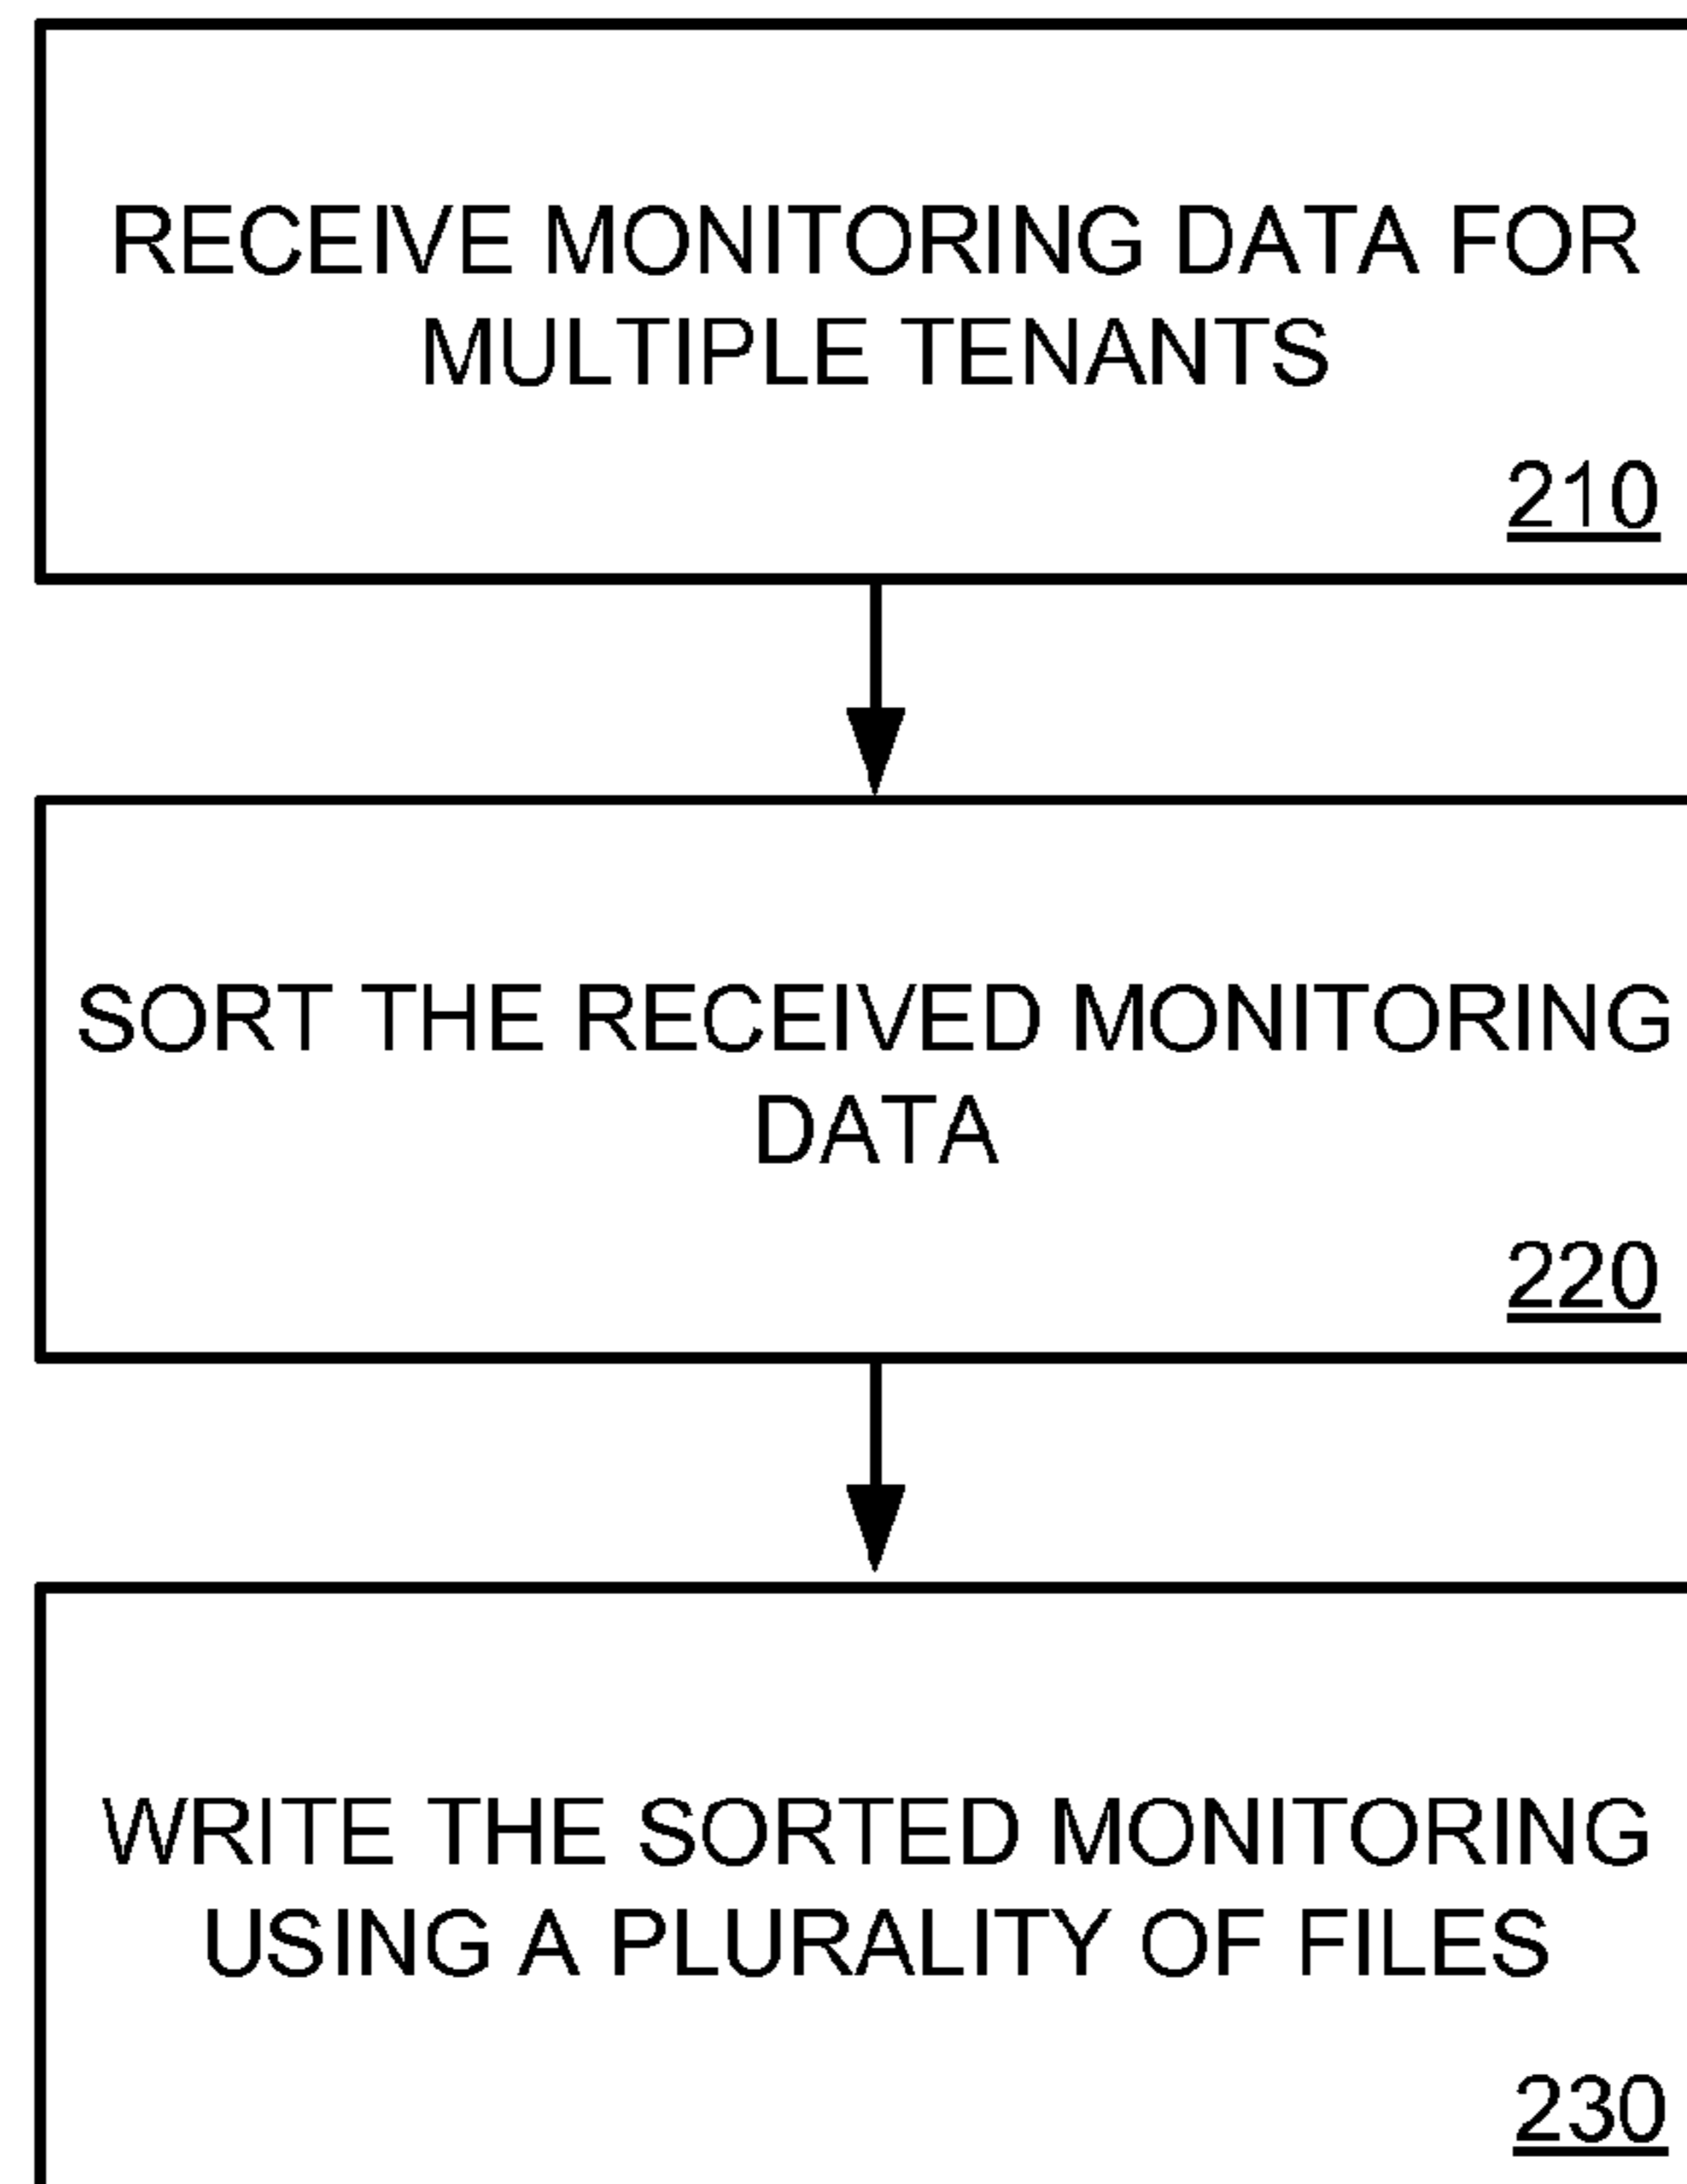 RECEIVE MONITORING DATA FOR
MULTIPLE TENANTS
210
SORT THE RECEIVED MONITORING
DATA
220
WRITE THE SORTED MONITORING
USING A PLURALITY OF FILES
230